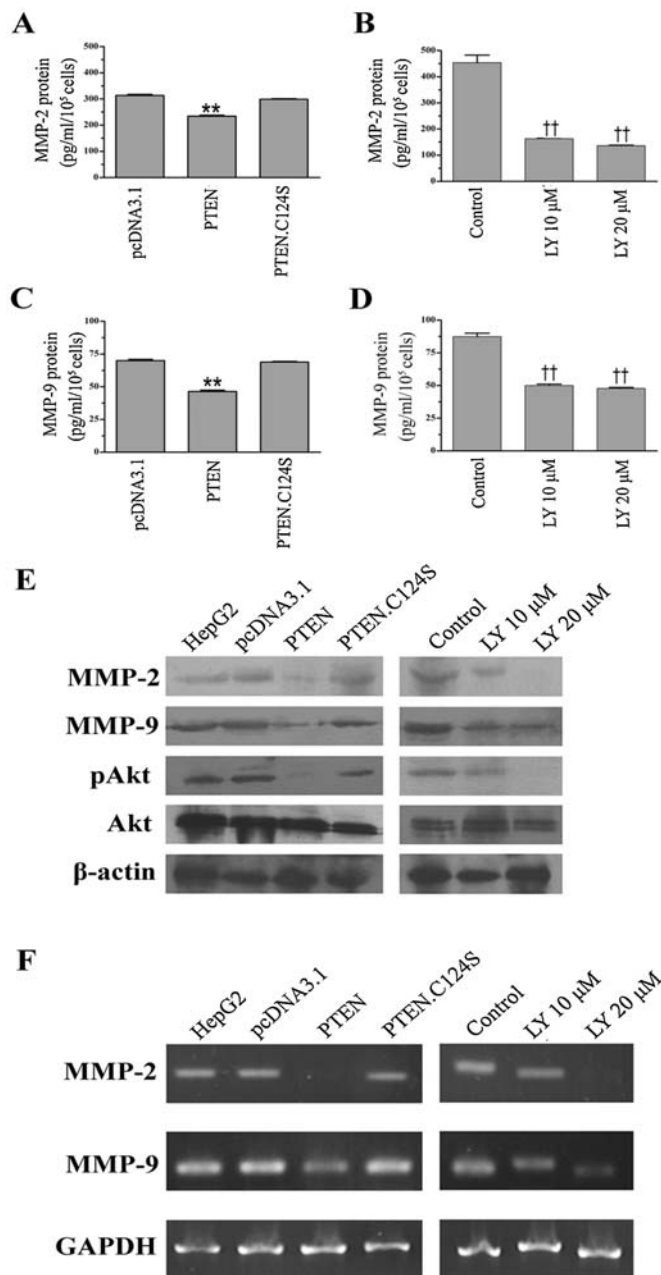 A
MMP-2 protein
(pg/ml/10⁵ cells)
400
300
200
100
0
**
pcDNA3.1
PTEN
PTEN.C124S
B
MMP-2 protein
(pg/ml/10⁵ cells)
500
400
300
200
100
0
††
††
Control
LY 10 µM
LY 20 µM
C
MMP-9 protein
(pg/ml/10⁵ cells)
100
75
50
25
0
**
pcDNA3.1
PTEN
PTEN.C124S
D
MMP-9 protein
(pg/ml/10⁵ cells)
100
75
50
25
0
††
††
Control
LY 10 µM
LY 20 µM
E
HepG2 pcDNA3.1 PTEN PTEN.C124S Control LY 10 µM LY 20 µM
MMP-2
MMP-9
pAkt
Akt
β-actin
F
HepG2 pcDNA3.1 PTEN PTEN.C124S Control LY 10 µM LY 20 µM
MMP-2
MMP-9
GAPDH